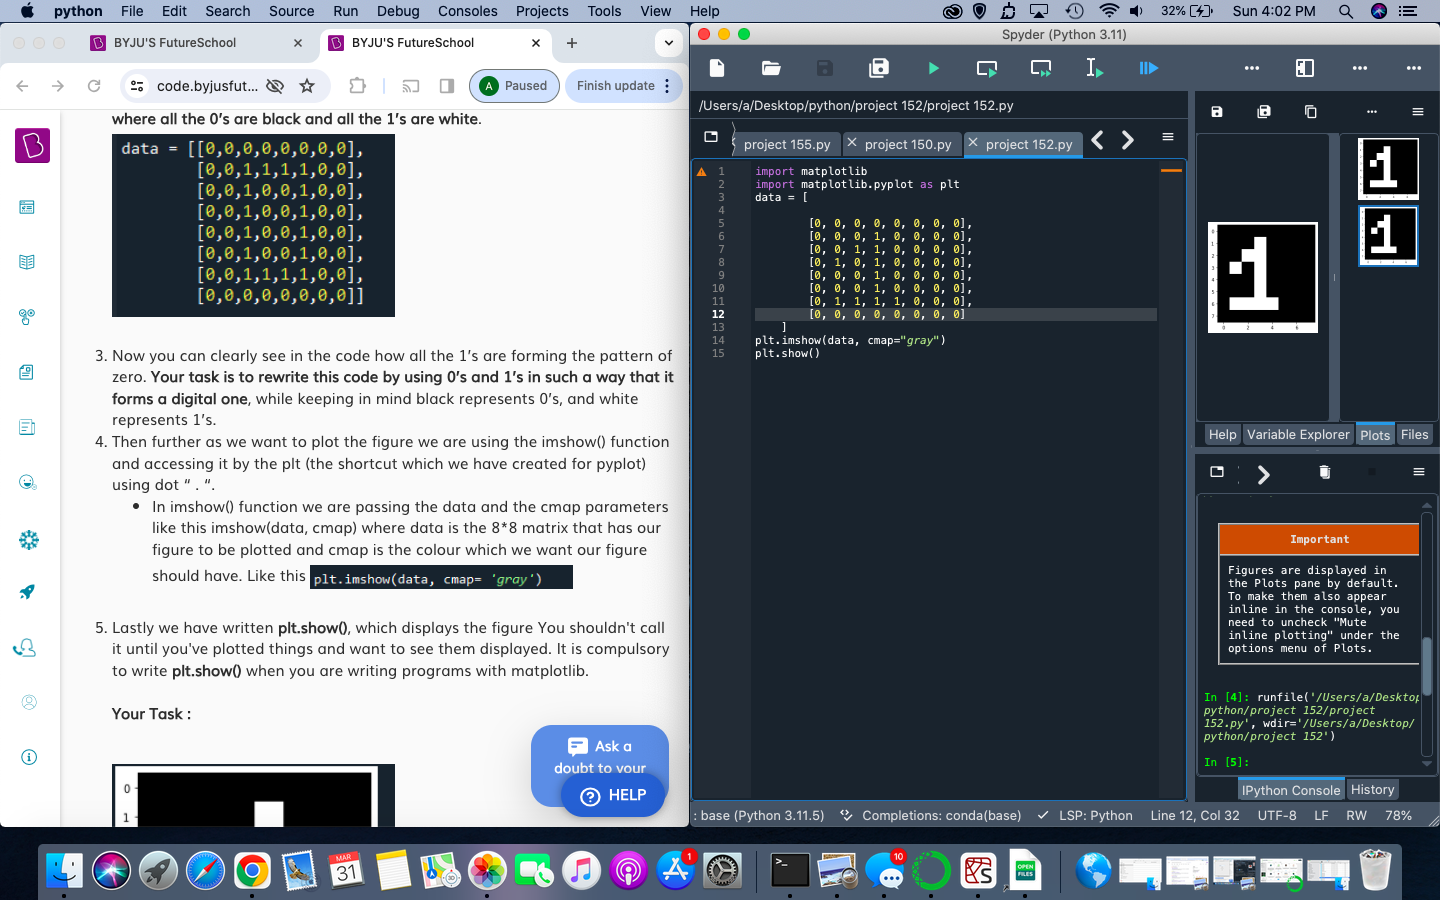 python File Edit Search Source Run Debug Consoles Projects Tools View Help 32% Sun 4:02 PM
BYJU'S FutureSchool
BYJU'S FutureSchool
code.byjusfut...
A Paused
Finish update
where all the 0's are black and all the 1's are white.
data = [[0,0,0,0,0,0,0,0],
[0,0,1,1,1,1,0,0],
[0,0,1,0,0,1,0,0],
[0,0,1,0,0,1,0,0],
[0,0,1,0,0,1,0,0],
[0,0,1,0,0,1,0,0],
[0,0,1,1,1,1,0,0],
[0,0,0,0,0,0,0,0]]
3. Now you can clearly see in the code how all the 1's are forming the pattern of
zero. Your task is to rewrite this code by using 0's and 1's in such a way that it
forms a digital one, while keeping in mind black represents 0's, and white
represents 1's.
4. Then further as we want to plot the figure we are using the imshow() function
and accessing it by the plt (the shortcut which we have created for pyplot)
using dot “ . “.
• In imshow() function we are passing the data and the cmap parameters
like this imshow(data, cmap) where data is the 8*8 matrix that has our
figure to be plotted and cmap is the colour which we want our figure
should have. Like this plt.imshow(data, cmap= 'gray')
5. Lastly we have written plt.show(), which displays the figure You shouldn't call
it until you've plotted things and want to see them displayed. It is compulsory
to write plt.show() when you are writing programs with matplotlib.
Your Task :
0
1
Ask a
doubt to your
HELP
Spyder (Python 3.11)
/Users/a/Desktop/python/project 152/project 152.py
project 155.py
project 150.py
project 152.py
1 import matplotlib
2 import matplotlib.pyplot as plt
3 data = [
4
5 [0, 0, 0, 0, 0, 0, 0, 0],
6 [0, 0, 0, 1, 0, 0, 0, 0],
7 [0, 0, 1, 1, 0, 0, 0, 0],
8 [0, 1, 0, 1, 0, 0, 0, 0],
9 [0, 0, 0, 1, 0, 0, 0, 0],
10 [0, 0, 0, 1, 0, 0, 0, 0],
11 [0, 1, 1, 1, 1, 0, 0, 0],
12 [0, 0, 0, 0, 0, 0, 0, 0]
13 ]
14 plt.imshow(data, cmap="gray")
15 plt.show()
Help Variable Explorer Plots Files
Important
Figures are displayed in
the Plots pane by default.
To make them also appear
inline in the console, you
need to uncheck "Mute
inline plotting" under the
options menu of Plots.
In [4]: runfile('/Users/a/Desktop/
python/project 152/project
152.py', wdir='/Users/a/Desktop/
python/project 152')
In [5]:
IPython Console History
: base (Python 3.11.5) Completions: conda(base) LSP: Python Line 12, Col 32 UTF-8 LF RW 78%
MAR
31
1
10
OPEN
FILES